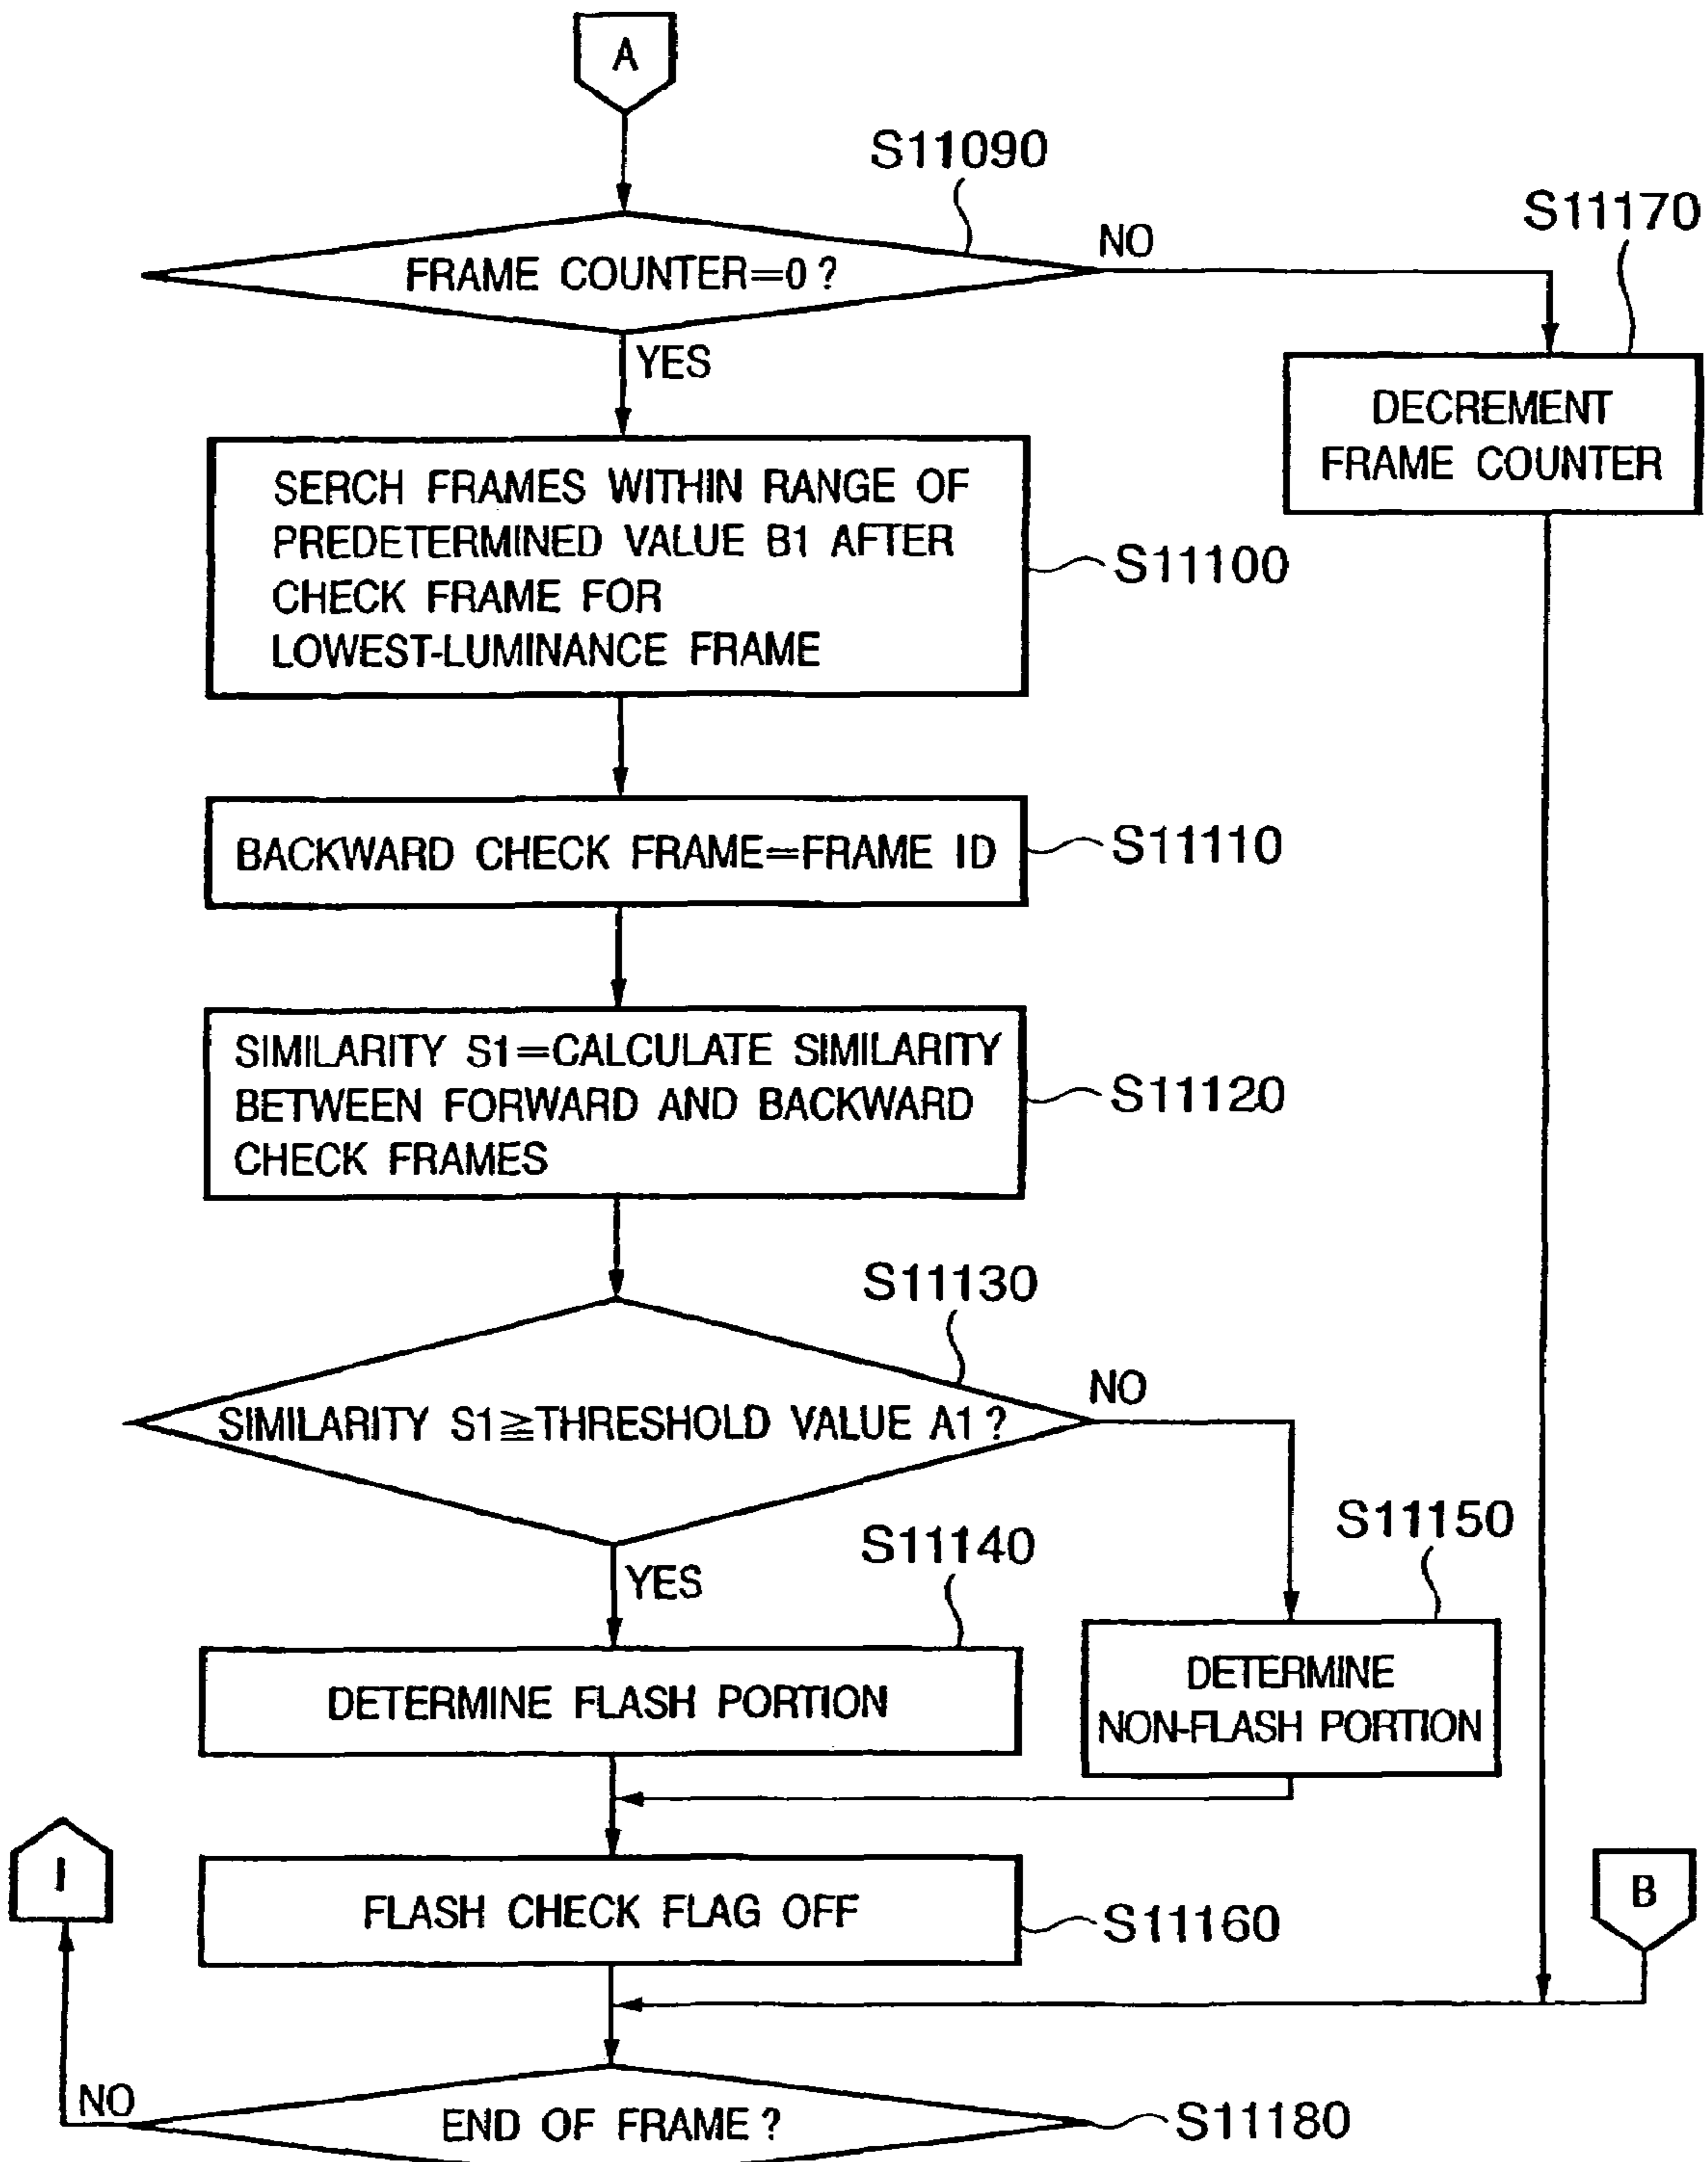 A
S11090
S11170
FRAME COUNTER=0?
NO
YES
DECREMENT
FRAME COUNTER
SERCH FRAMES WITHIN RANGE OF
PREDETERMINED VALUE B1 AFTER
CHECK FRAME FOR
LOWEST-LUMINANCE FRAME
S11100
BACKWARD CHECK FRAME=FRAME ID
S11110
SIMILARITY S1=CALCULATE SIMILARITY
BETWEEN FORWARD AND BACKWARD
CHECK FRAMES
S11120
S11130
SIMILARITY S1≧THRESHOLD VALUE A1?
NO
YES
S11140
S11150
DETERMINE FLASH PORTION
DETERMINE
NON-FLASH PORTION
I
FLASH CHECK FLAG OFF
S11160
B
NO
END OF FRAME?
S11180